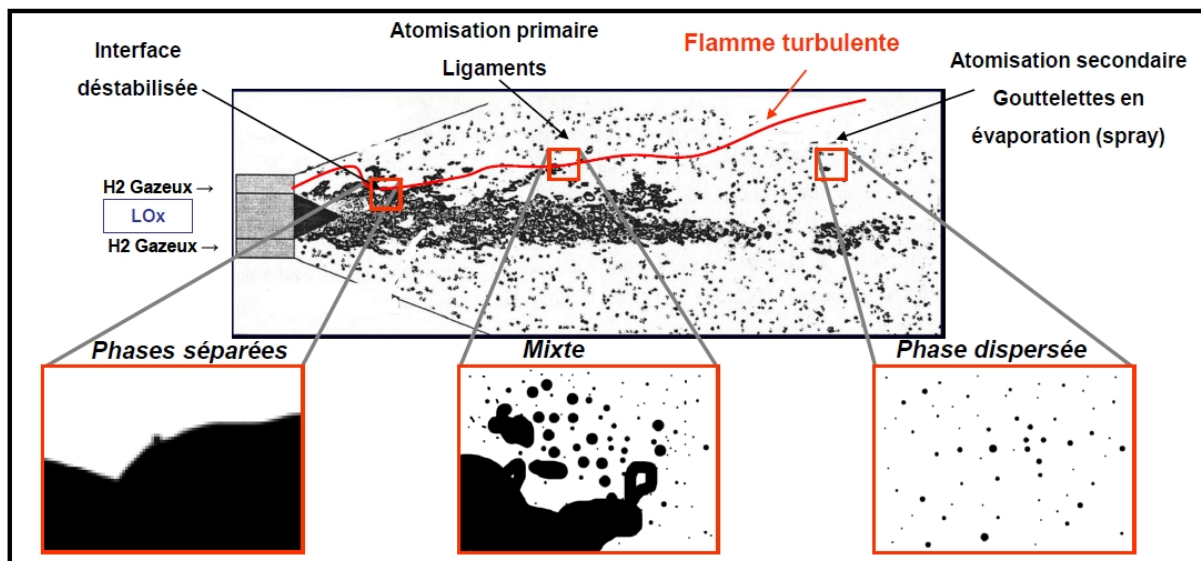 Interface
déstabilisée
Atomisation primaire
Ligaments
Flamme turbulente
Atomisation secondaire
Gouttelettes en
évaporation (spray)
H2 Gazeux →
LOx
H2 Gazeux →
Phases séparées
Mixte
Phase dispersée